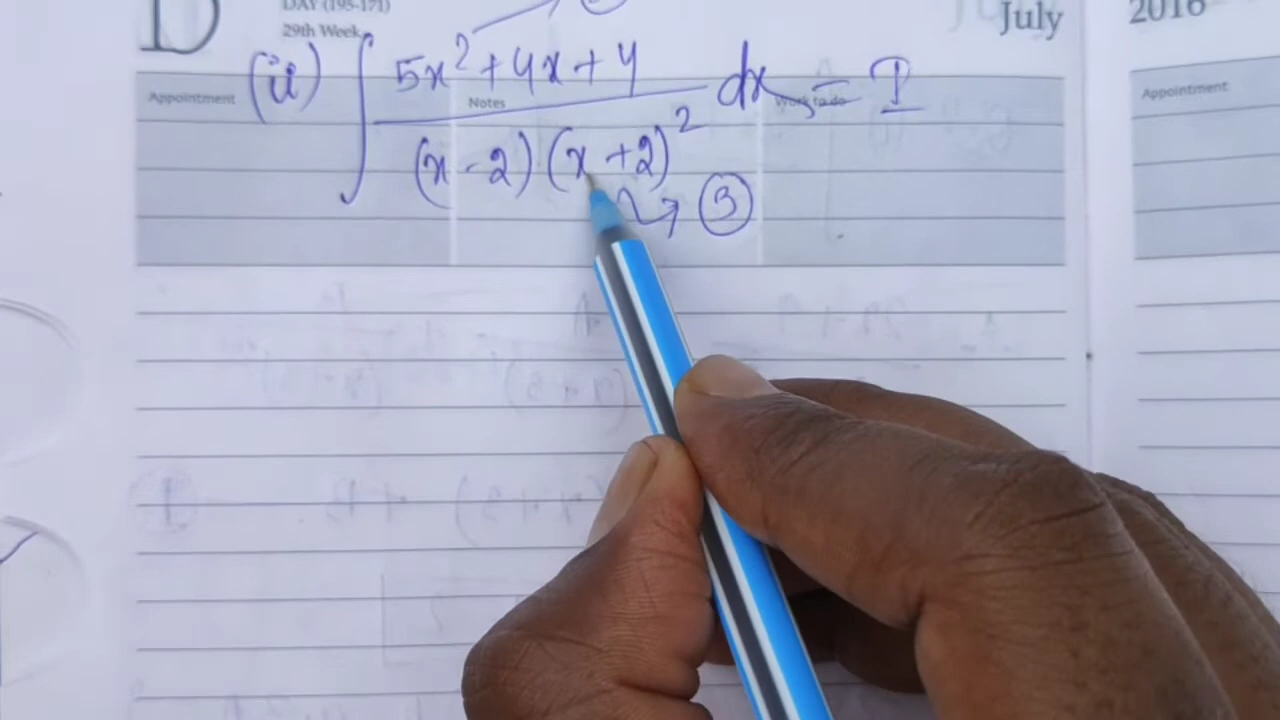 D
DAY (195-171)
29th Week
July
2016
(ii) ∫ 5x² + 4x + 4 dx = I
Appointment
Notes
Work to do
Appointment
(x - 2) (x + 2)²
→ ③